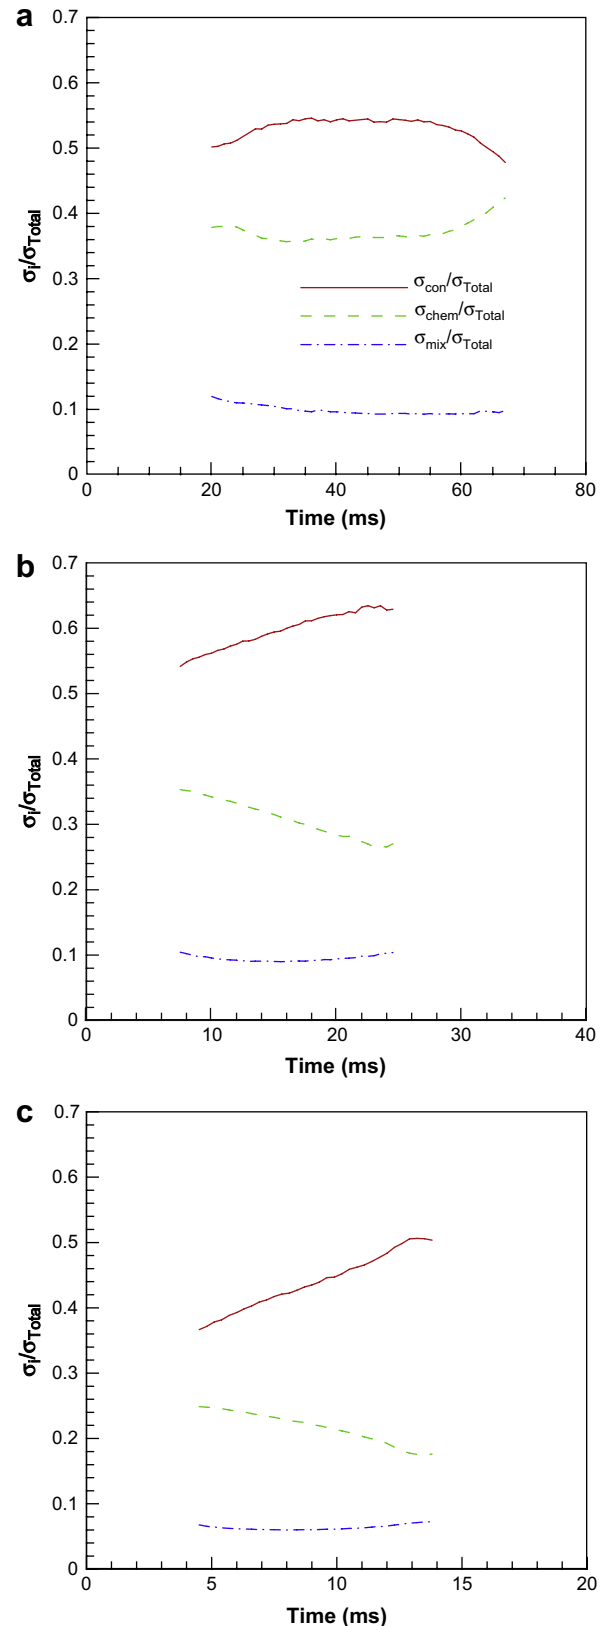 a
0.7
0.6
0.5
0.4
0.3
0.2
0.1
0
σi/σTotal
σcon/σTotal
σchem/σTotal
σmix/σTotal
0 20 40 60 80
Time (ms)
b
0.7
0.6
0.5
0.4
0.3
0.2
0.1
0
σi/σTotal
0 10 20 30 40
Time (ms)
c
0.7
0.6
0.5
0.4
0.3
0.2
0.1
0
σi/σTotal
0 5 10 15 20
Time (ms)